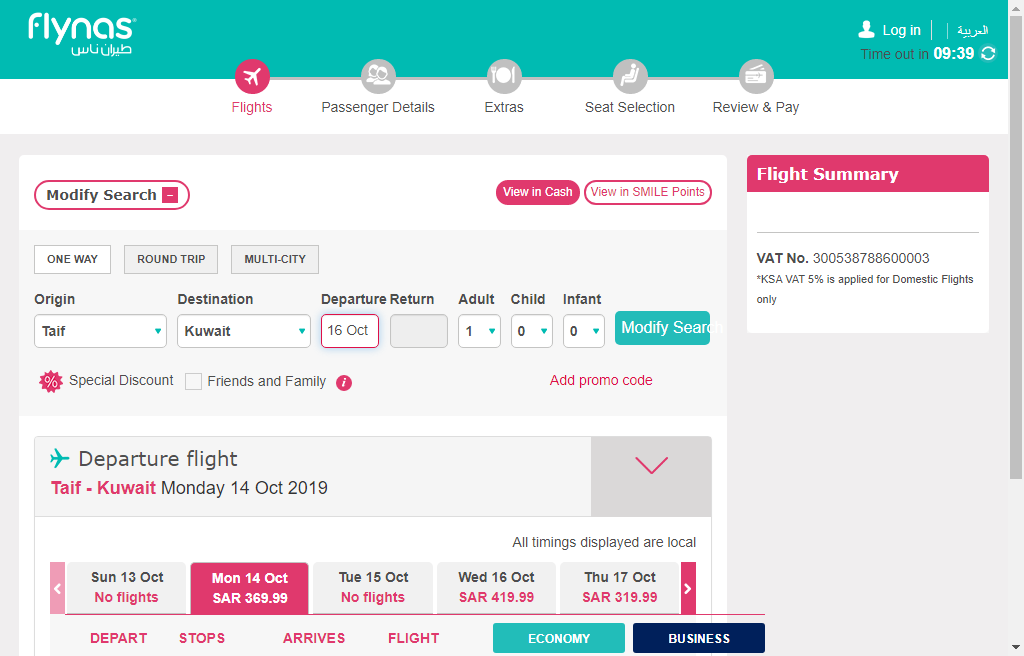 flynas
طيران ناس
Log in
العربية
Time out in 09:39
Flights
Passenger Details
Extras
Seat Selection
Review & Pay
Modify Search
View in Cash
View in SMILE Points
Flight Summary
ONE WAY
ROUND TRIP
MULTI-CITY
VAT No. 300538788600003
*KSA VAT 5% is applied for Domestic Flights
only
Origin
Destination
Departure
Return
Adult
Child
Infant
Taif
Kuwait
16 Oct
1
0
0
Modify Search
Special Discount
Friends and Family
i
Add promo code
Departure flight
Taif - Kuwait Monday 14 Oct 2019
All timings displayed are local
Sun 13 Oct
No flights
Mon 14 Oct
SAR 369.99
Tue 15 Oct
No flights
Wed 16 Oct
SAR 419.99
Thu 17 Oct
SAR 319.99
DEPART
STOPS
ARRIVES
FLIGHT
ECONOMY
BUSINESS